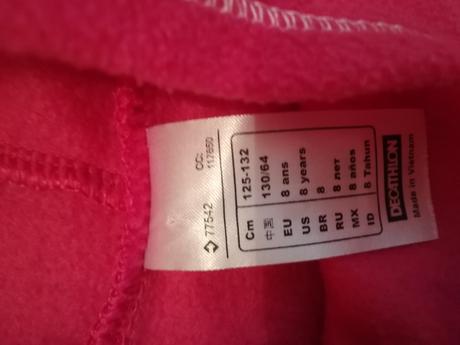 Cm 125-132
中国 130/64
EU 8 ans
US 8 years
BR 8
RU 8 лет
MX 8 años
ID 8 Tahun
DECATHLON
Made in Vietnam
77542
CC:
117650